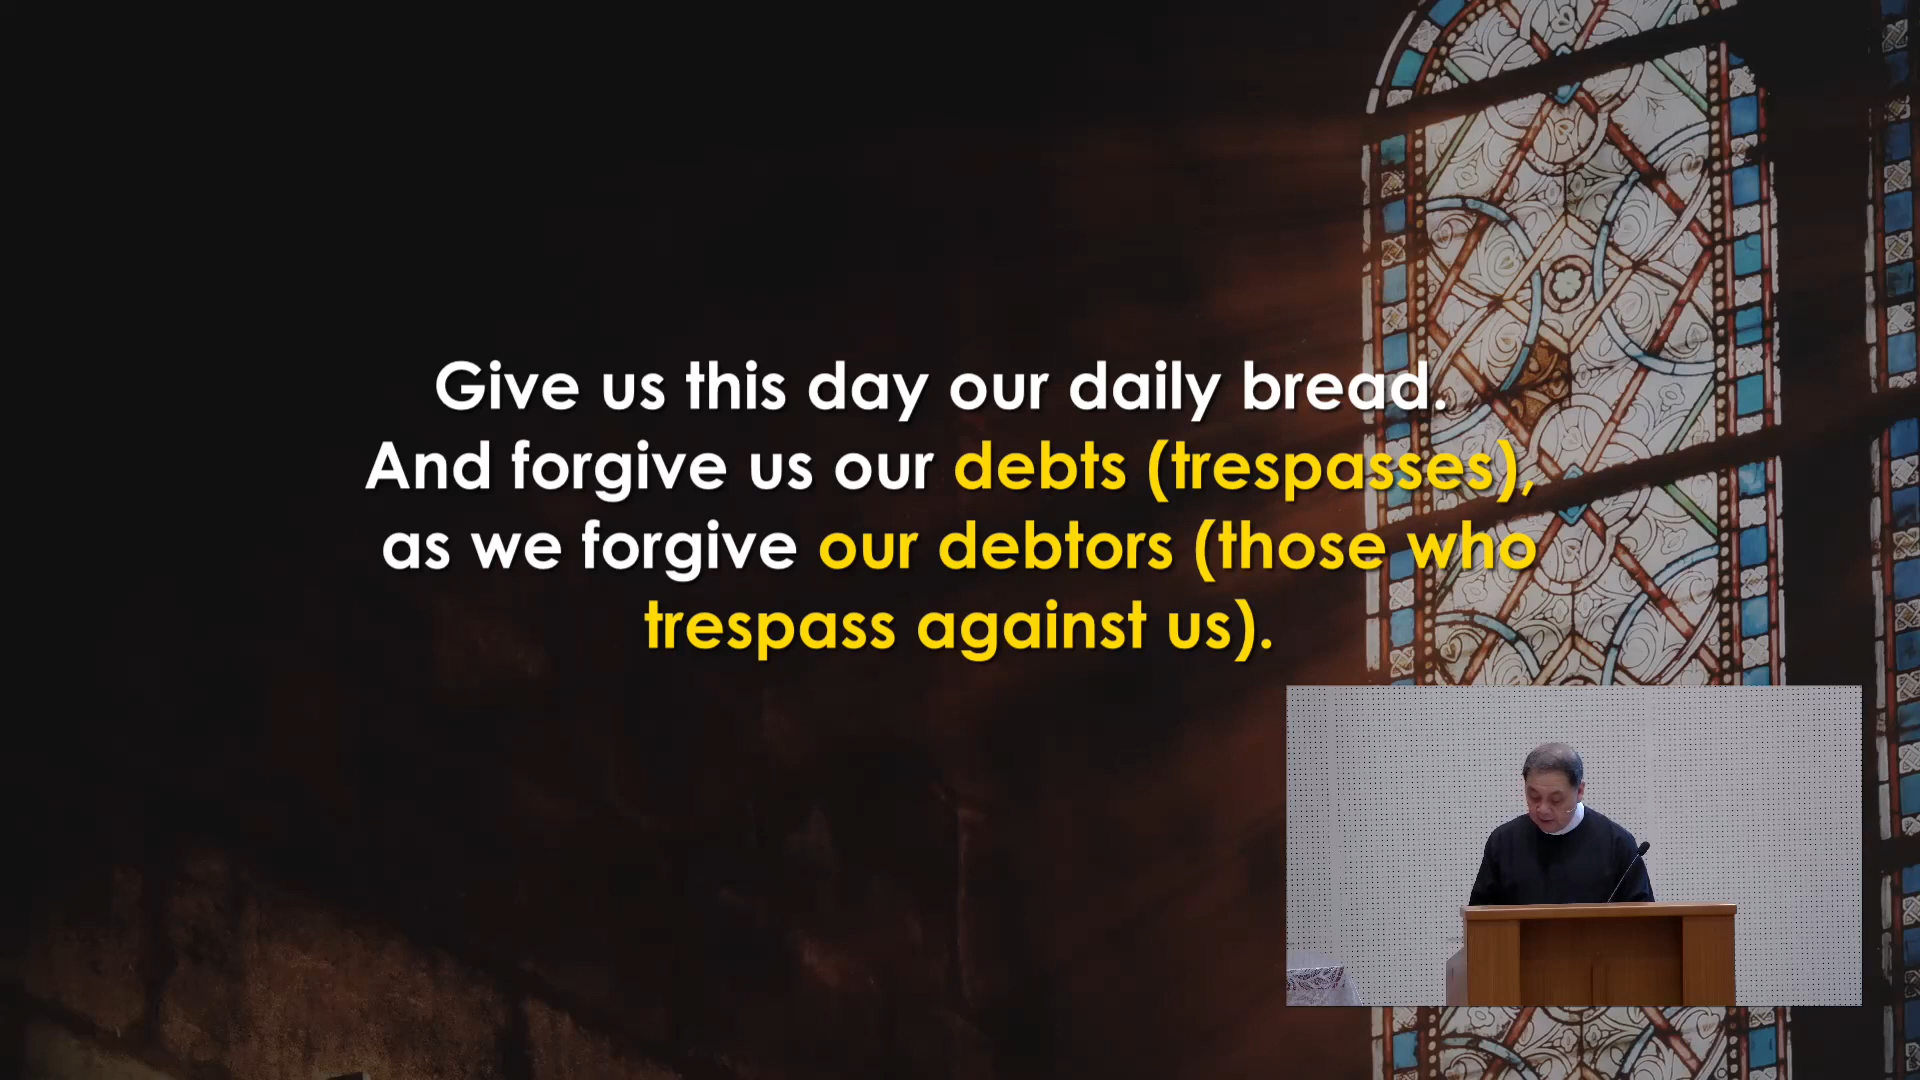 Give us this day our daily bread.
And forgive us our debts (trespasses),
as we forgive our debtors (those who
trespass against us).